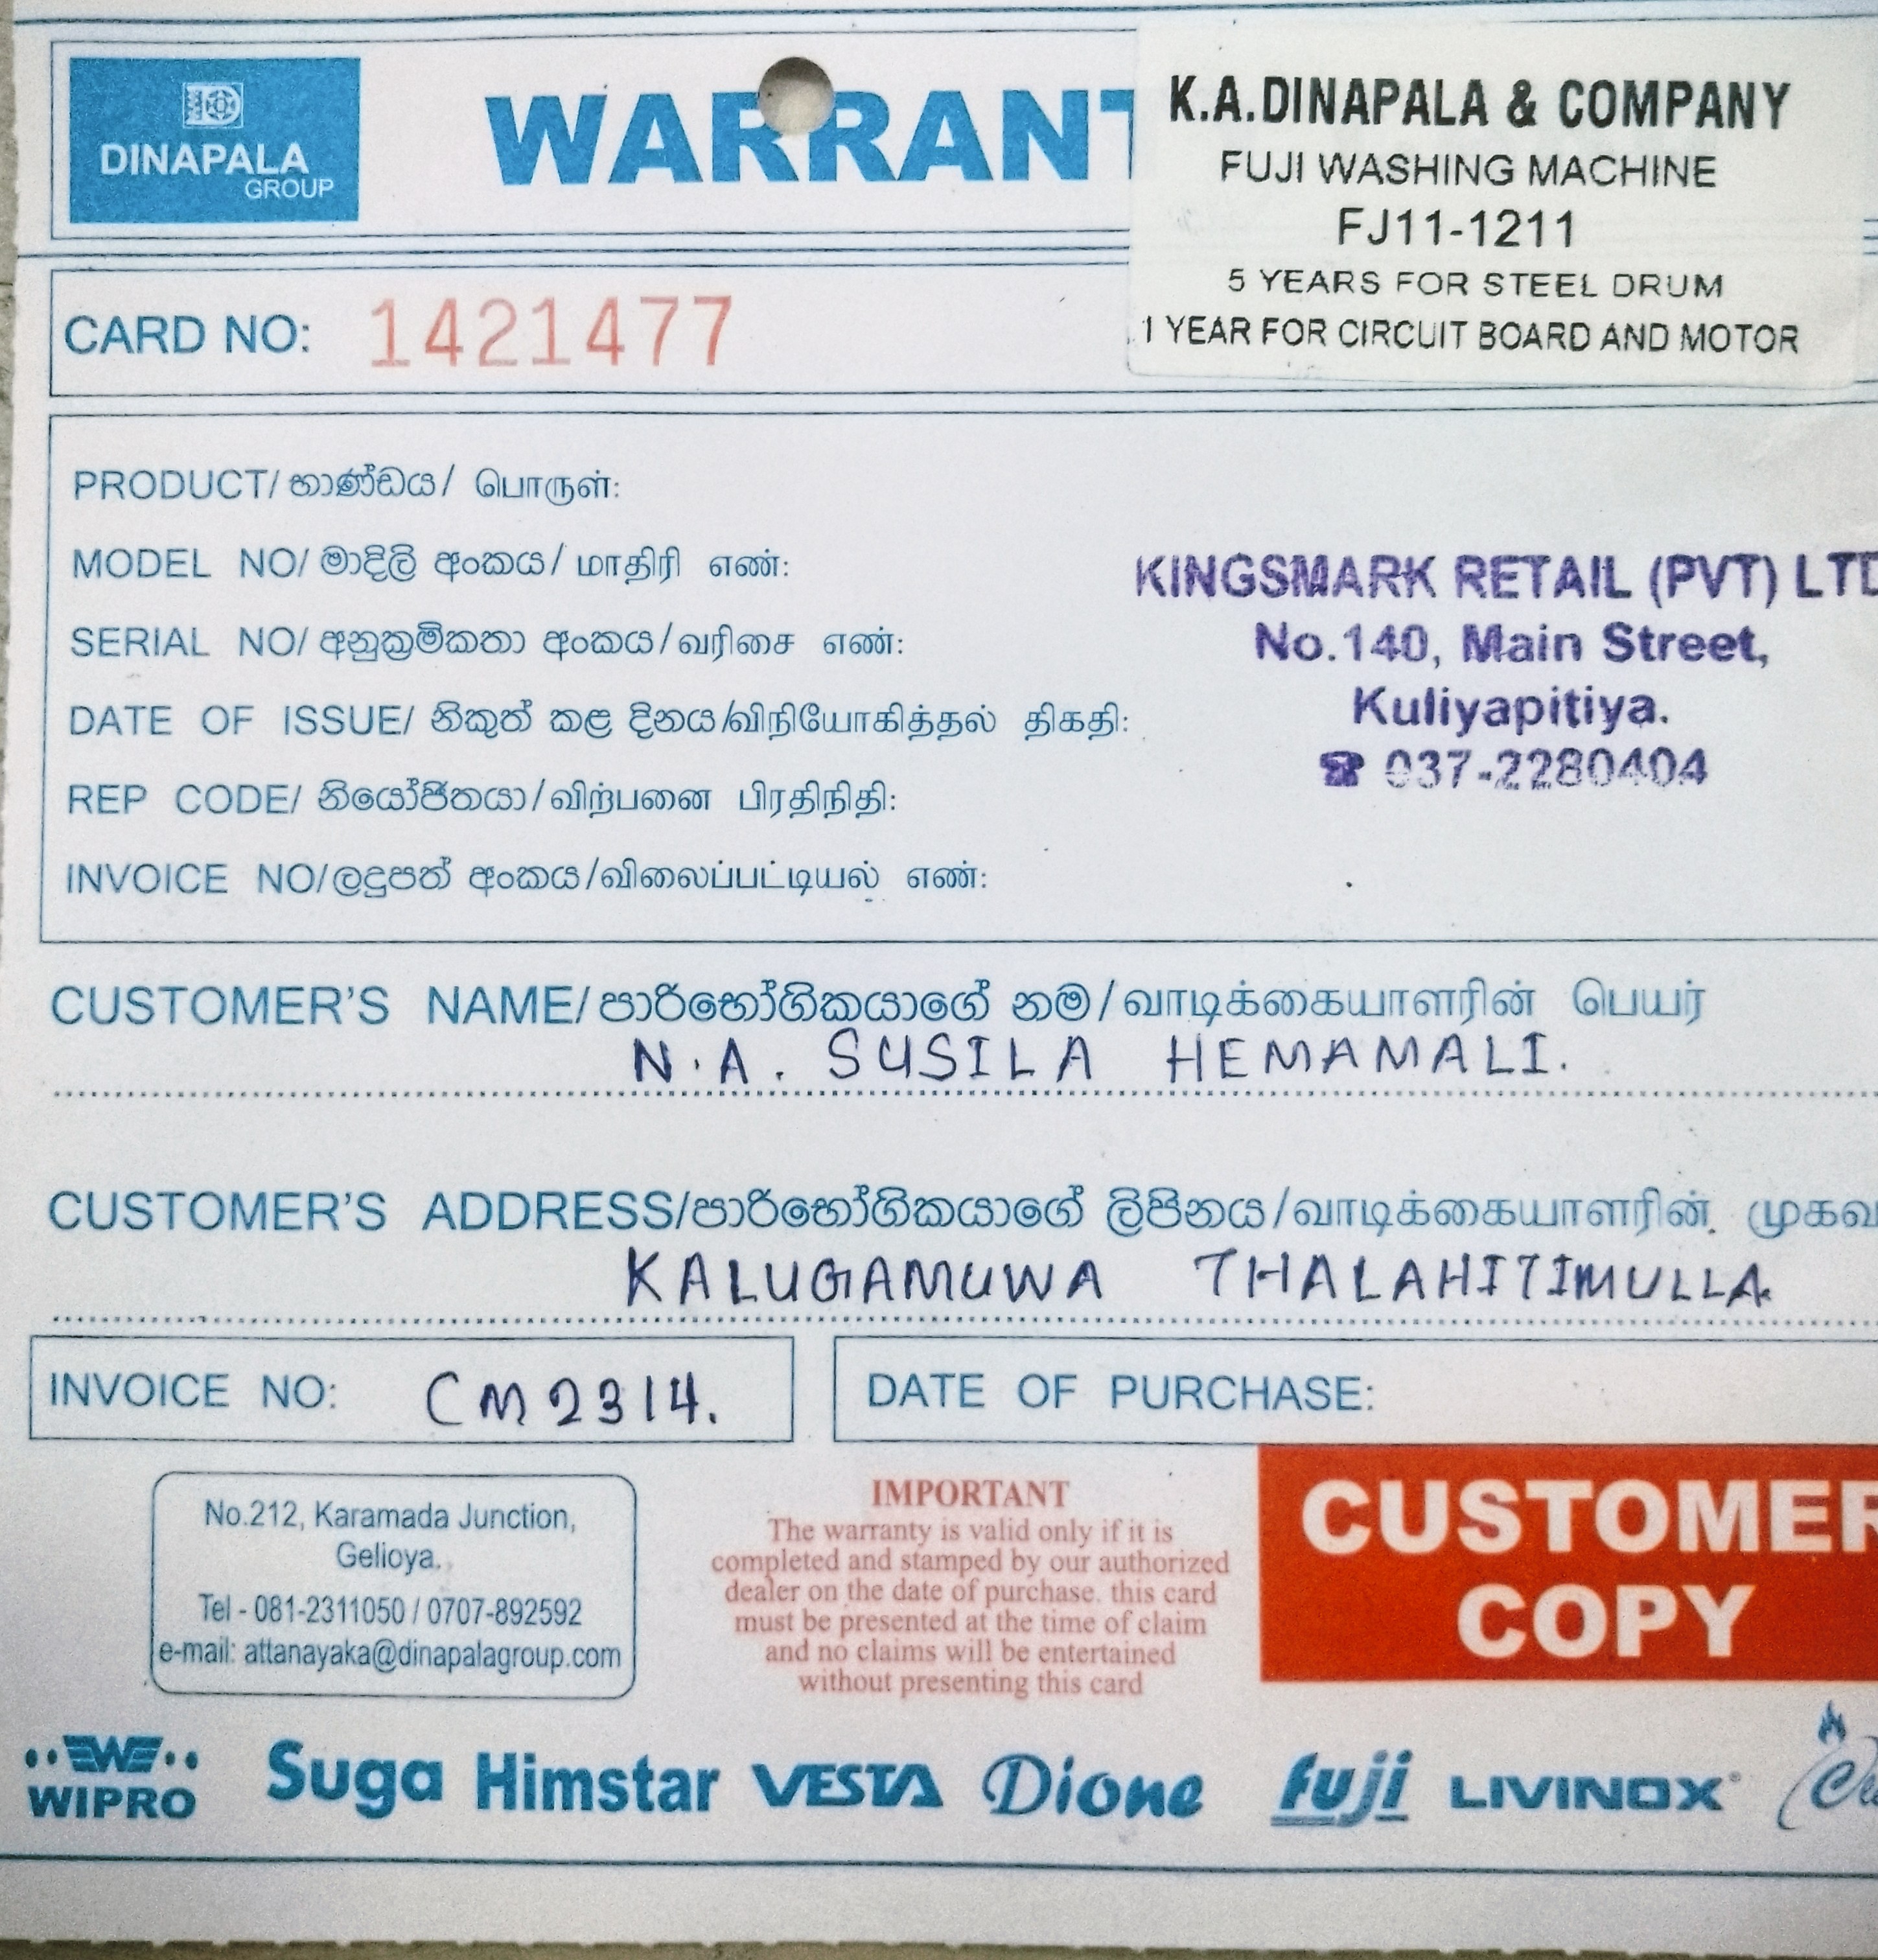 DINAPALA
GROUP
WARRANT
K.A.DINAPALA & COMPANY
FUJI WASHING MACHINE
FJ11-1211
5 YEARS FOR STEEL DRUM
1 YEAR FOR CIRCUIT BOARD AND MOTOR
CARD NO: 1421477
PRODUCT/ භාණ්ඩය/ பொருள்:
MODEL NO/ මාදිලි අංකය/ மாதிரி எண்:
SERIAL NO/ අනුක්‍රමිකතා අංකය/வரிசை எண்:
DATE OF ISSUE/ නිකුත් කළ දිනය/விநியோகித்தல் திகதி:
REP CODE/ නියෝජිතයා/விற்பனை பிரதிநிதி:
INVOICE NO/ලදුපත් අංකය/விலைப்பட்டியல் எண்:
KINGSMARK RETAIL (PVT) LTD
No.140, Main Street,
Kuliyapitiya.
☎ 037-2280404
CUSTOMER'S NAME/පාරිභෝගිකයාගේ නම/வாடிக்கையாளரின் பெயர்
N.A. SUSILA HEMAMALI.
CUSTOMER'S ADDRESS/පාරිභෝගිකයාගේ ලිපිනය/வாடிக்கையாளரின் முகவ
KALUGAMUWA THALAHITIMULLA
INVOICE NO: CM2314.
DATE OF PURCHASE:
No.212, Karamada Junction,
Gelioya.
Tel - 081-2311050 / 0707-892592
e-mail: attanayaka@dinapalagroup.com
IMPORTANT
The warranty is valid only if it is
completed and stamped by our authorized
dealer on the date of purchase. this card
must be presented at the time of claim
and no claims will be entertained
without presenting this card
CUSTOMER
COPY
WIPRO Suga Himstar VESTA Dione fuji LIVINOX